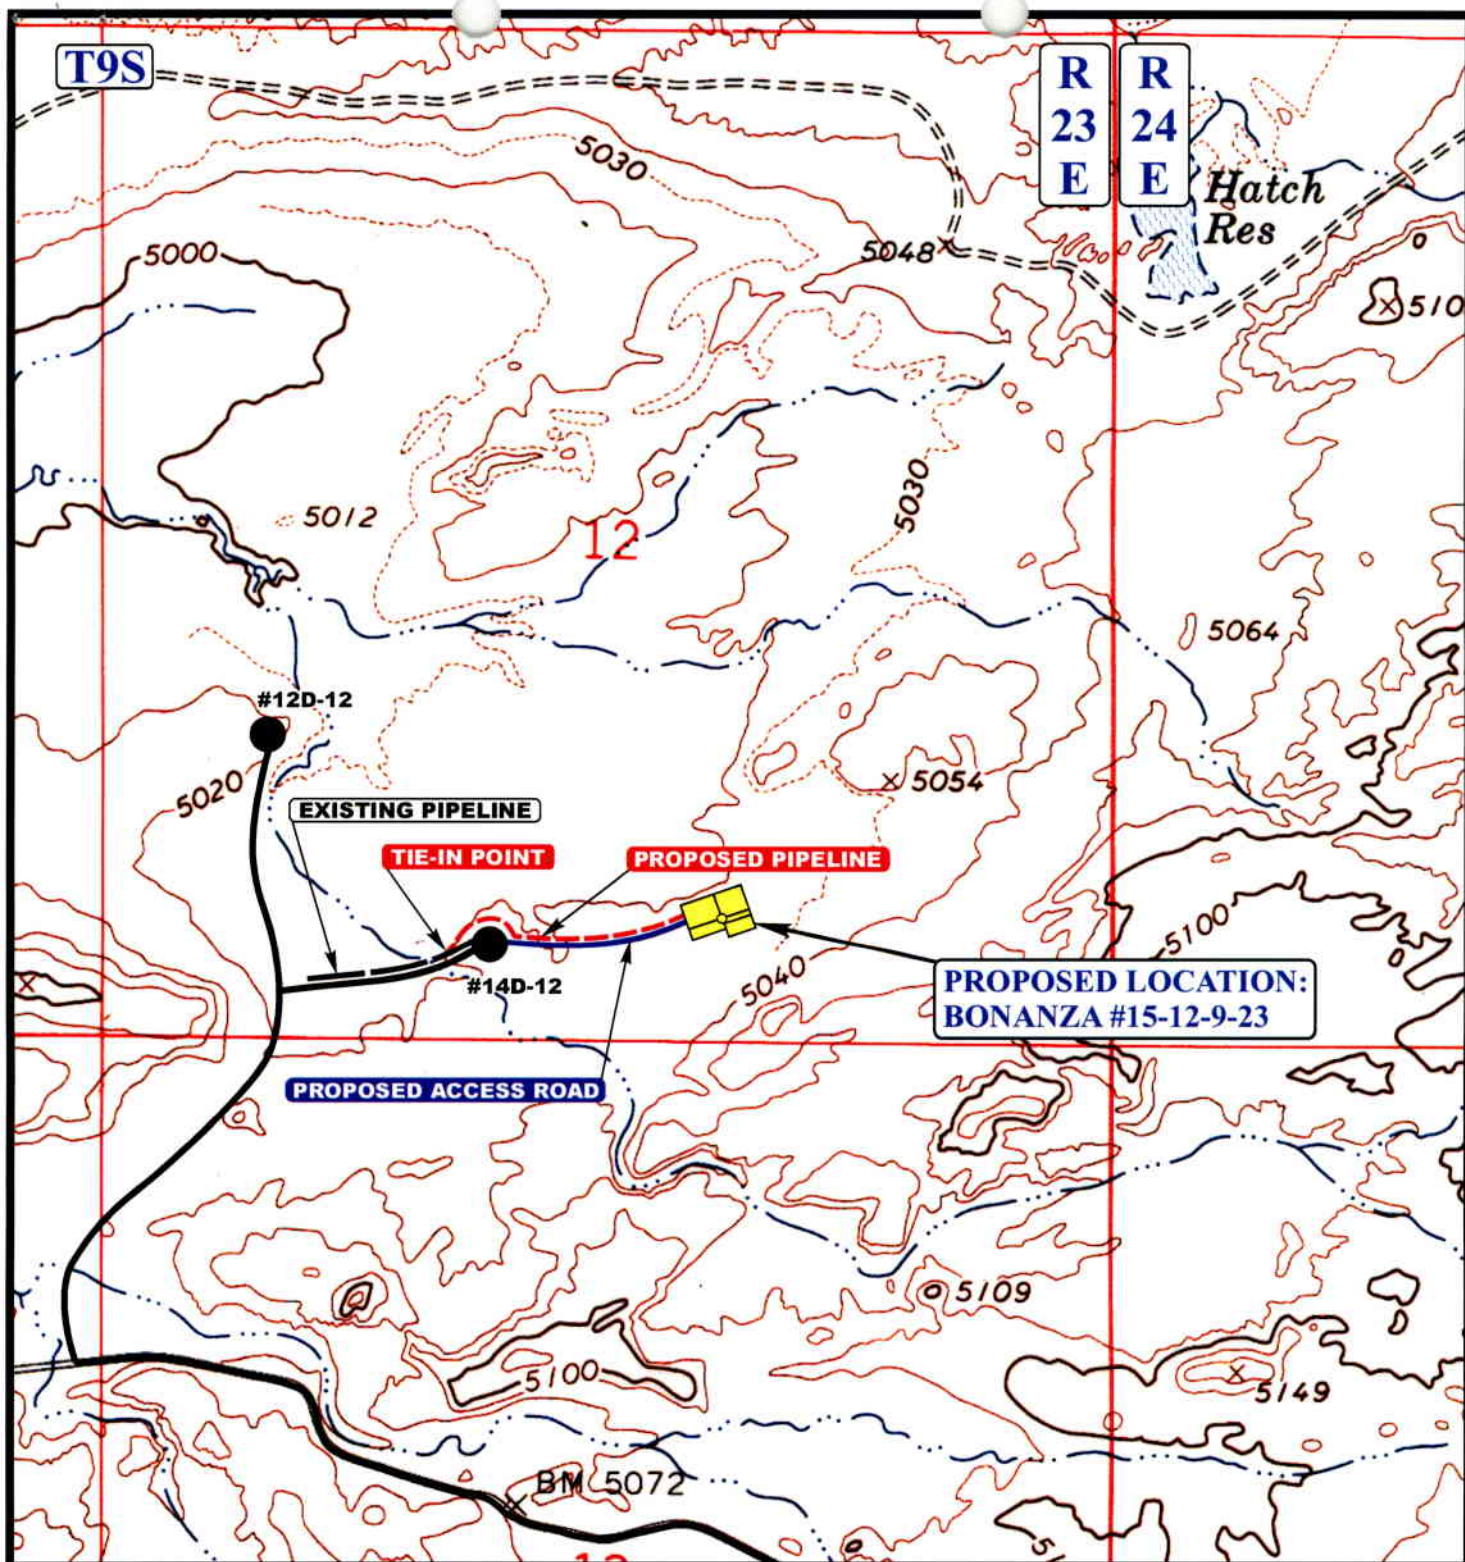 T9S
R
23
E
R
24
E
Hatch
Res
5030
5048
5000
510
5030
5012
12
5064
#12D-12
5054
5020
EXISTING PIPELINE
TIE-IN POINT
PROPOSED PIPELINE
5100
5040
#14D-12
PROPOSED LOCATION:
BONANZA #15-12-9-23
PROPOSED ACCESS ROAD
5109
5100
5149
BM 5072